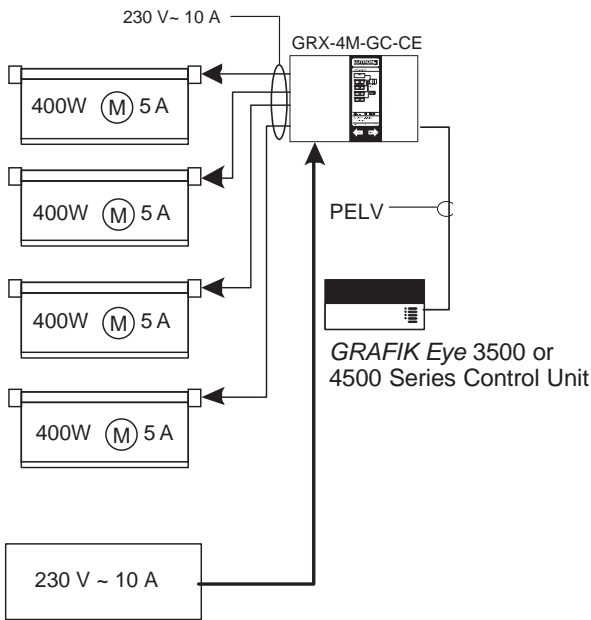 230 V~ 10 A
GRX-4M-GC-CE
LUTRON
400W M 5 A
400W M 5 A
PELV
400W M 5 A
GRAFIK Eye 3500 or
4500 Series Control Unit
400W M 5 A
230 V ~ 10 A